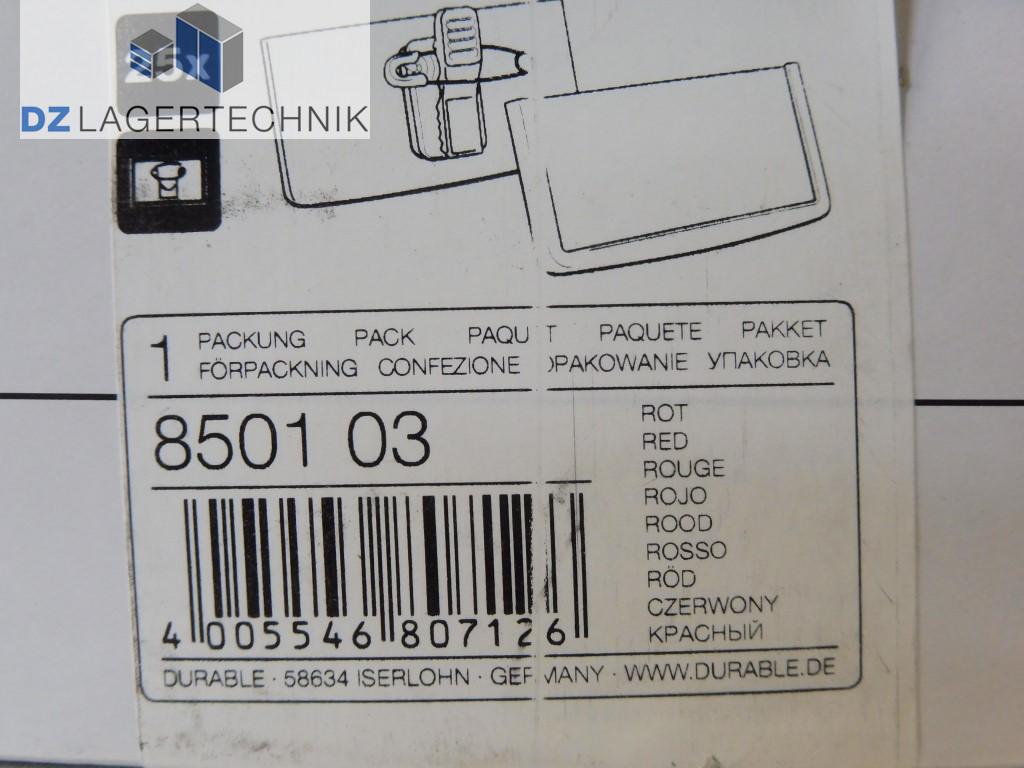 25x
DZ LAGERTECHNIK
1 PACKUNG PACK PAQU T PAQUETE PAKKET
FÖRPACKNING CONFEZIONE OPAKOWANIE УПАКОВКА
8501 03
ROT
RED
ROUGE
ROJO
ROOD
ROSSO
RÖD
CZERWONY
КРАСНЫЙ
4 005546 807126
DURABLE · 58634 ISERLOHN · GERMANY · WWW.DURABLE.DE